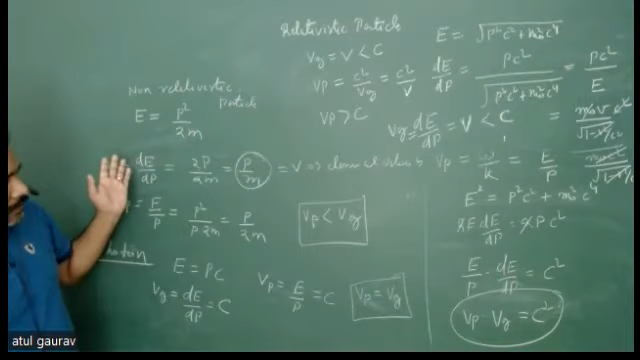 Non relativistic
Particle
E = p²/2m
dE/dp = 2p/2m = p/m = V ⇒
= E/p = p²/p2m = p/2m
Vp < Vg
E = pc
Vg = dE/dp = C
Vp = E/p = C
Vp = Vg
Relativistic Particle
Vg = V < C
Vp = c²/Vg = c²/V
Vp > C
Vg = dE/dp = V < C
E = √p²c² + m₀²c⁴
dE/dp = pc²/√p²c² + m₀²c⁴ = pc²/E
Vp = ω/k = E/p
E² = p²c² + m₀²c⁴
2E dE/dp = 2pc²
E/p · dE/dp = c²
Vp · Vg = c²
atul gaurav